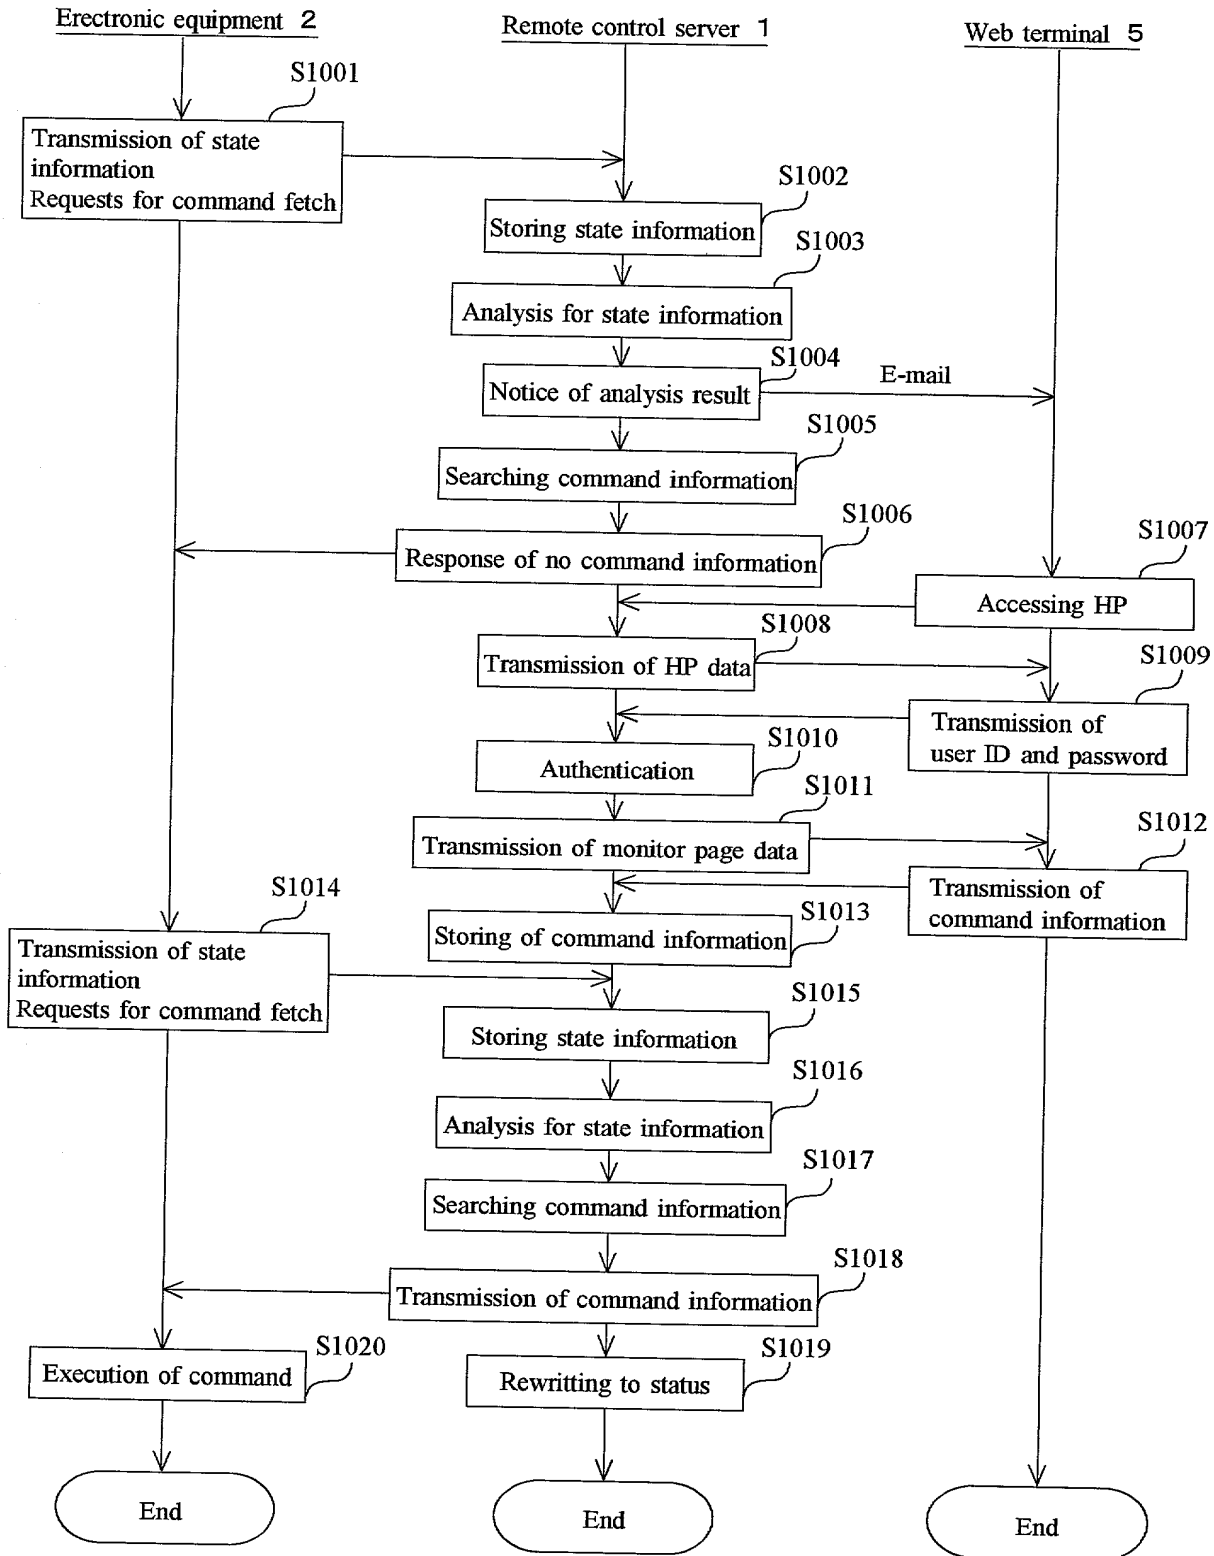 Erectronic equipment 2
Remote control server 1
Web terminal 5
S1001
Transmission of state
information
Requests for command fetch
S1002
Storing state information
S1003
Analysis for state information
S1004
Notice of analysis result
E-mail
S1005
Searching command information
S1006
Response of no command information
S1007
Accessing HP
S1008
Transmission of HP data
S1009
Transmission of
user ID and password
S1010
Authentication
S1011
Transmission of monitor page data
S1012
Transmission of
command information
S1013
Storing of command information
S1014
Transmission of state
information
Requests for command fetch
S1015
Storing state information
S1016
Analysis for state information
S1017
Searching command information
S1018
Transmission of command information
S1020
Execution of command
S1019
Rewritting to status
End
End
End